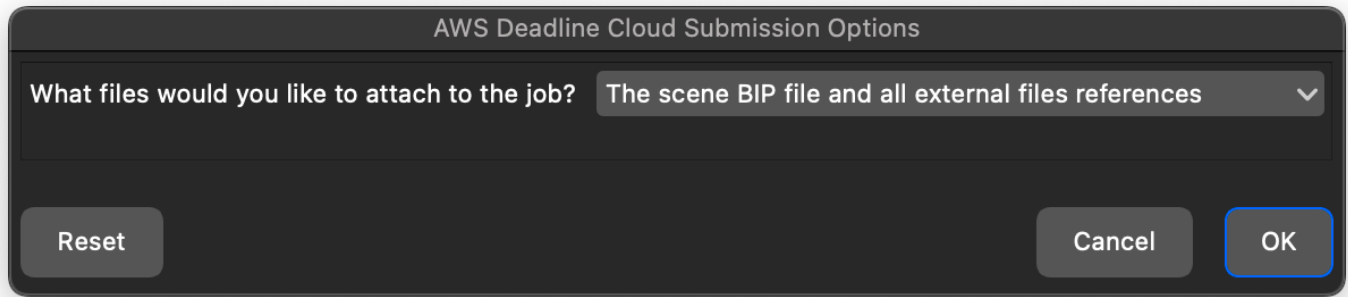 AWS Deadline Cloud Submission Options
What files would you like to attach to the job? The scene BIP file and all external files references
Reset Cancel OK